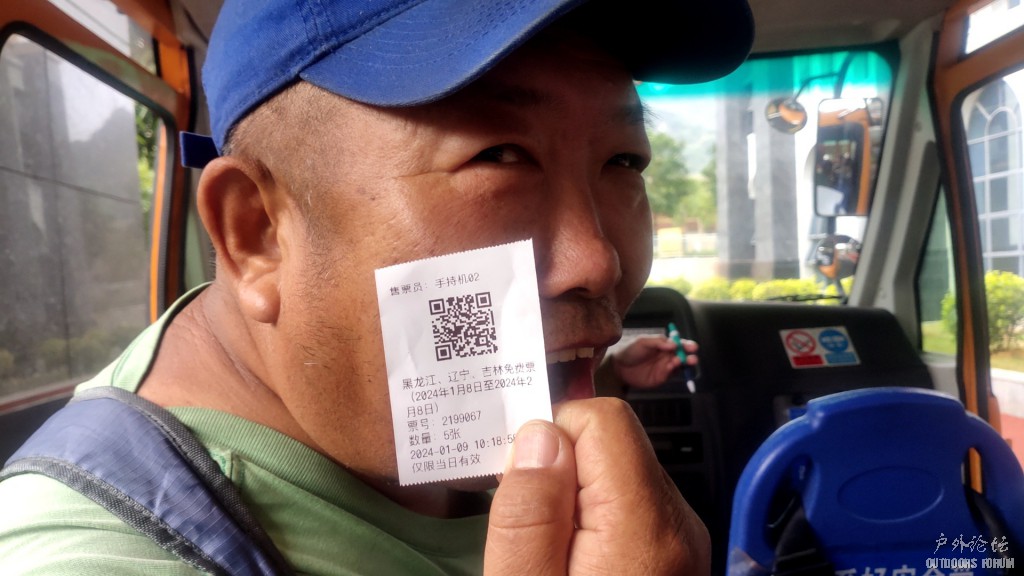 售票员: 手持机02
黑龙江、辽宁、吉林免费票
(2024年1月8日至2024年2
月8日)
票号: 2199067
数量: 5张
2024-01-09 10:18:5
仅限当日有效
户外论坛
OUTDOORS FORUM